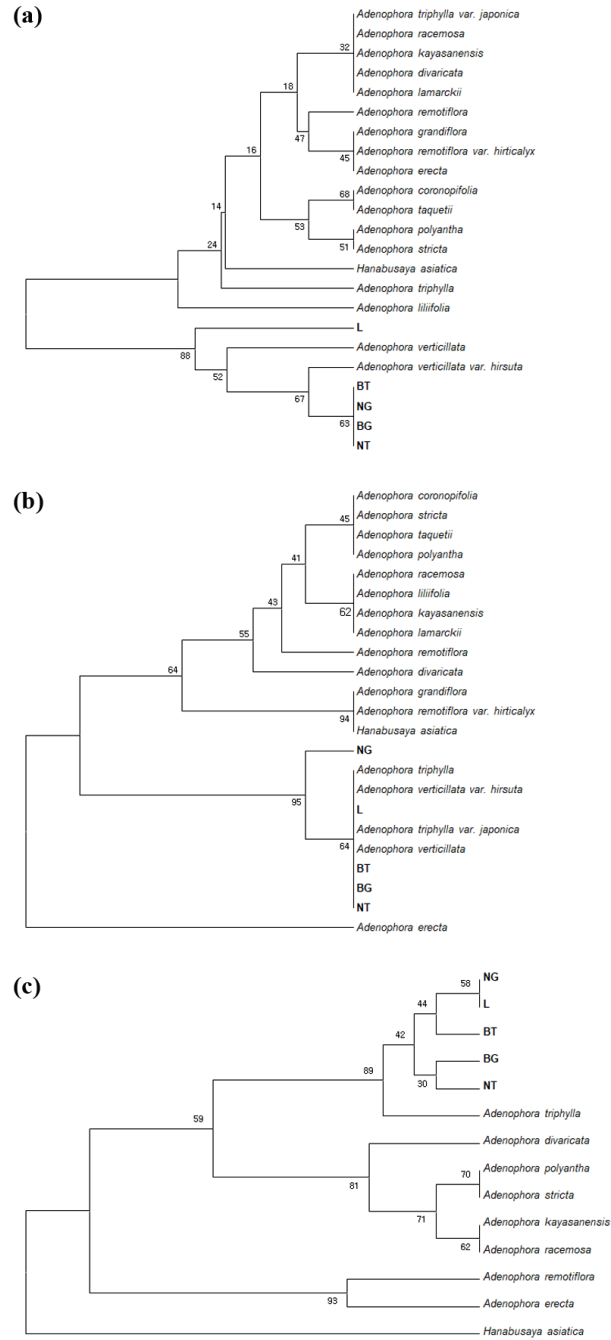 (a)
Adenophora triphylla var. japonica
Adenophora racemosa
32
Adenophora kayasanensis
Adenophora divaricata
18
Adenophora lamarckii
Adenophora remotiflora
47
Adenophora grandiflora
16
Adenophora remotiflora var. hirticalyx
45
Adenophora erecta
68
Adenophora coronopifolia
14
Adenophora taquetii
53
Adenophora polyantha
24
51
Adenophora stricta
Hanabusaya asiatica
Adenophora triphylla
Adenophora liliifolia
L
88
Adenophora verticillata
52
Adenophora verticillata var. hirsuta
67
BT
NG
63
BG
NT
(b)
Adenophora coronopifolia
45
Adenophora stricta
Adenophora taquetii
41
Adenophora polyantha
Adenophora racemosa
43
Adenophora liliifolia
62
Adenophora kayasanensis
55
Adenophora lamarckii
Adenophora remotiflora
64
Adenophora divaricata
Adenophora grandiflora
94
Adenophora remotiflora var. hirticalyx
Hanabusaya asiatica
NG
95
Adenophora triphylla
Adenophora verticillata var. hirsuta
L
Adenophora triphylla var. japonica
64
Adenophora verticillata
BT
BG
NT
Adenophora erecta
(c)
58
NG
44
L
42
BT
89
BG
30
NT
59
Adenophora triphylla
Adenophora divaricata
81
70
Adenophora polyantha
Adenophora stricta
71
Adenophora kayasanensis
62
Adenophora racemosa
Adenophora remotiflora
93
Adenophora erecta
Hanabusaya asiatica